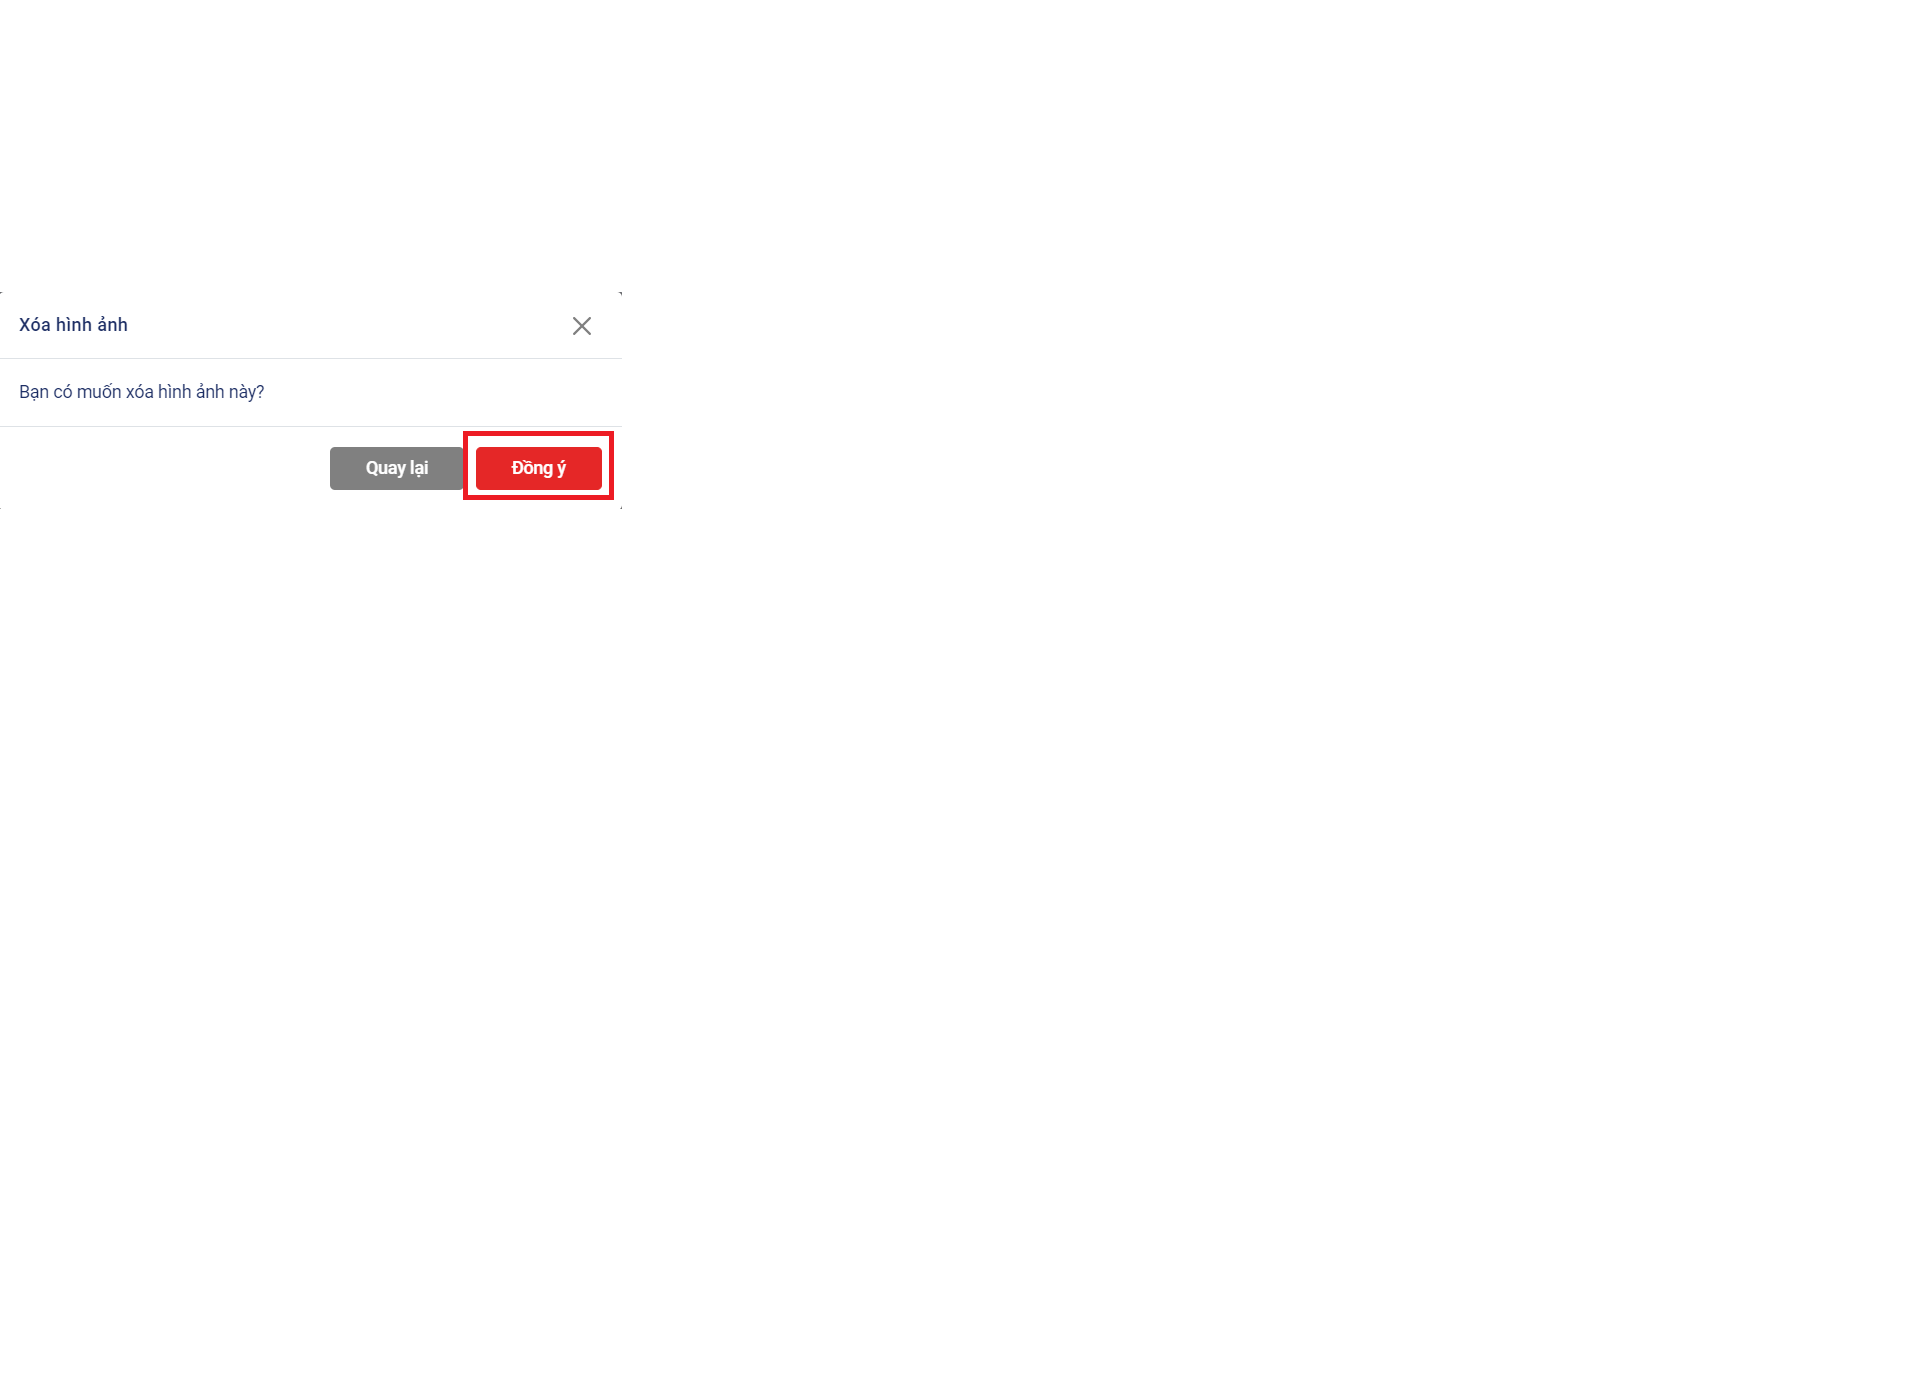 Xóa hình ảnh
Bạn có muốn xóa hình ảnh này?
Quay lại
Đồng ý